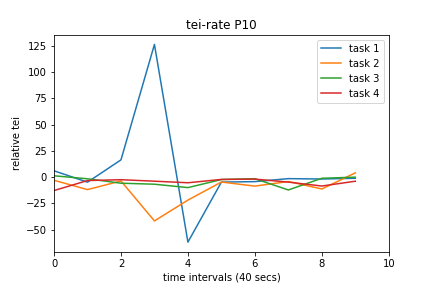 tei-rate P10
task 1
task 2
task 3
task 4
125
100
75
50
25
0
−25
−50
relative tei
0 2 4 6 8 10
time intervals (40 secs)